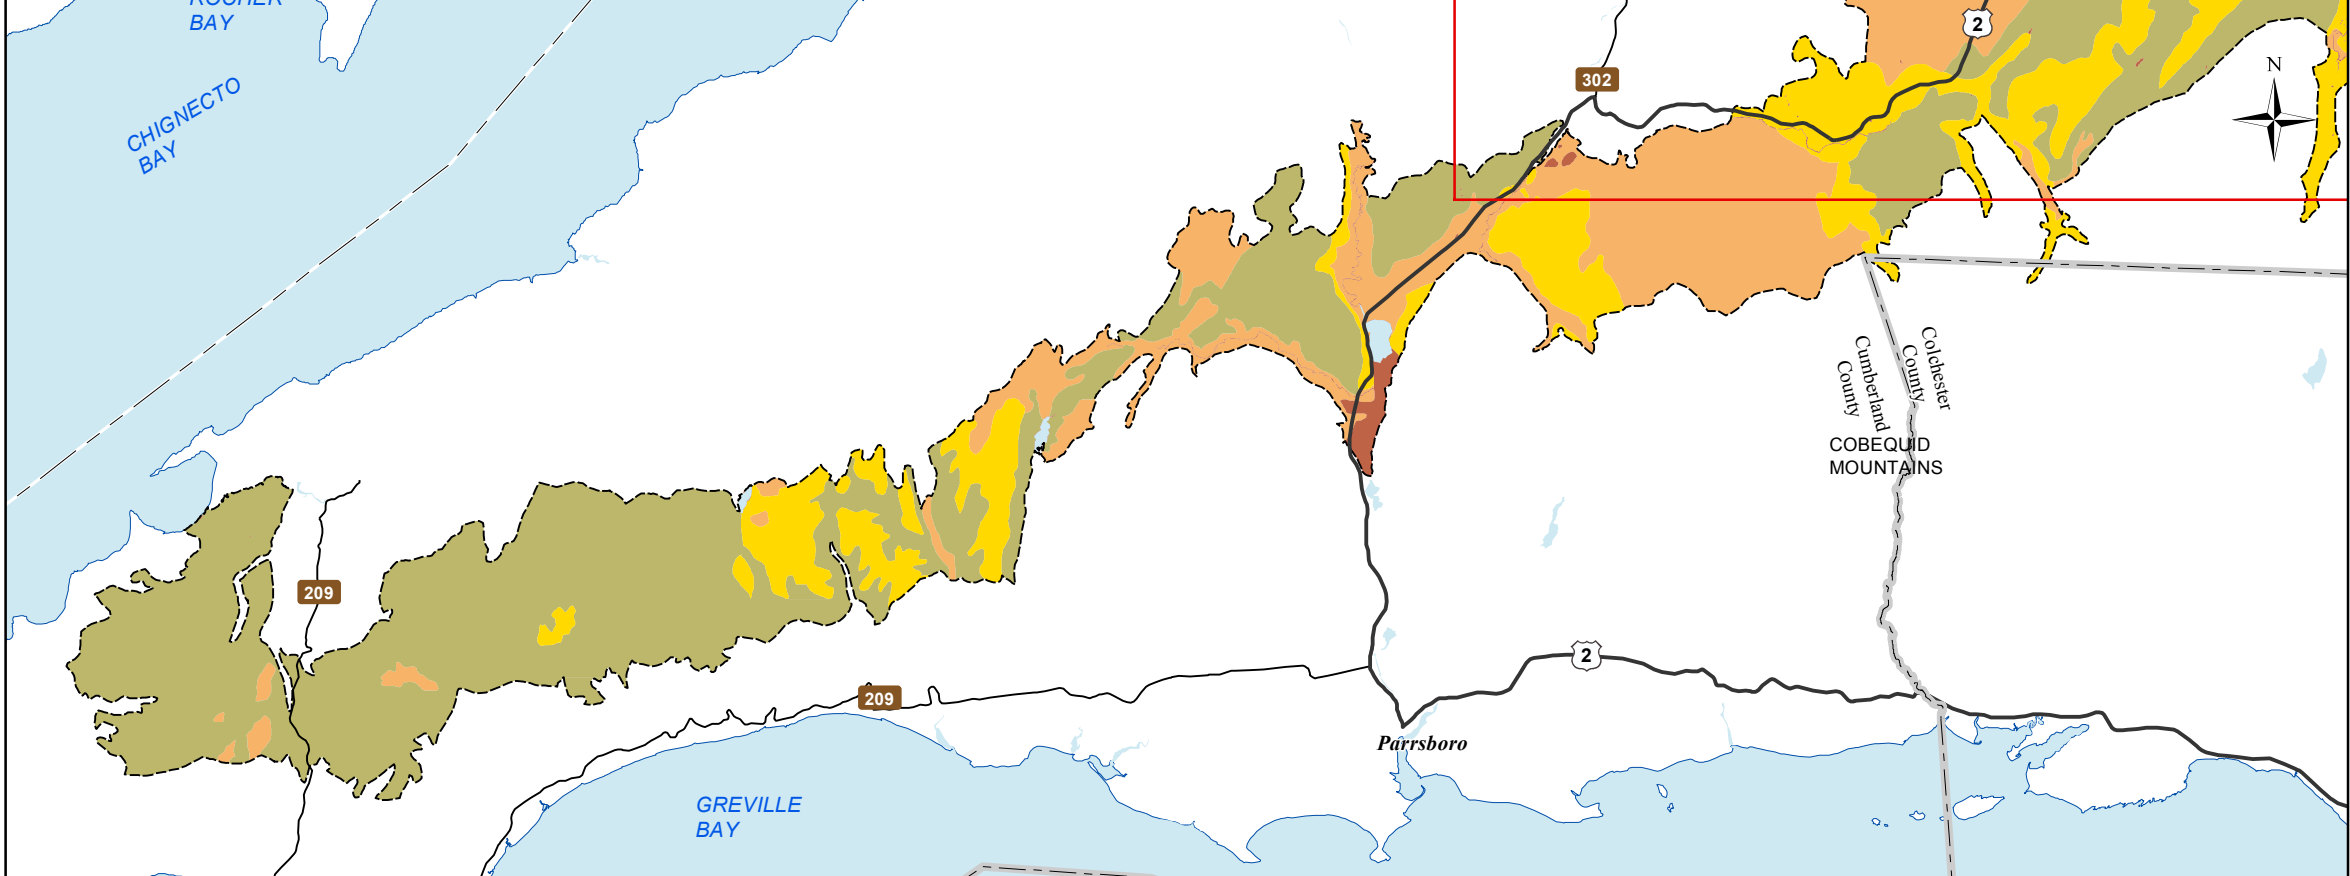 BAY
2
N
302
CHIGNECTO
BAY
Colchester
County
Cumberland
County
COBEQUID
MOUNTAINS
209
2
209
Parrsboro
GREVILLE
BAY